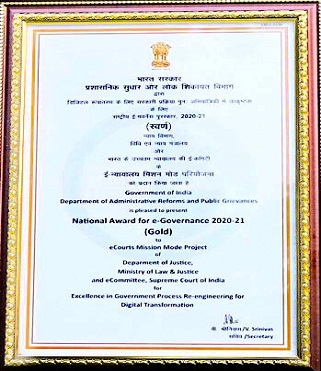 भारत सरकार
प्रशासनिक सुधार और लोक शिकायत विभाग
द्वारा
डिजिटल रूपांतरण के लिए सरकारी प्रक्रिया पुनः अभियांत्रिकी में उत्कृष्टता
के लिए
राष्ट्रीय ई-गवर्नेंस पुरस्कार, 2020-21
(स्वर्ण)
न्याय विभाग,
विधि एवं न्याय मंत्रालय
और
भारत के उच्चतम न्यायालय की ई-कमिटी
के
ई-न्यायालय मिशन मोड परियोजना
को प्रदान किया जाता है
Government of India
Department of Administrative Reforms and Public Grievances
is pleased to present
National Award for e-Governance 2020-21
(Gold)
to
eCourts Mission Mode Project
of
Deparment of Justice,
Ministry of Law & Justice
and eCommittee, Supreme Court of India
for
Excellence in Government Process Re-engineering for
Digital Transformation
वी. श्रीनिवास /V. Srinivas
सचिव /Secretary